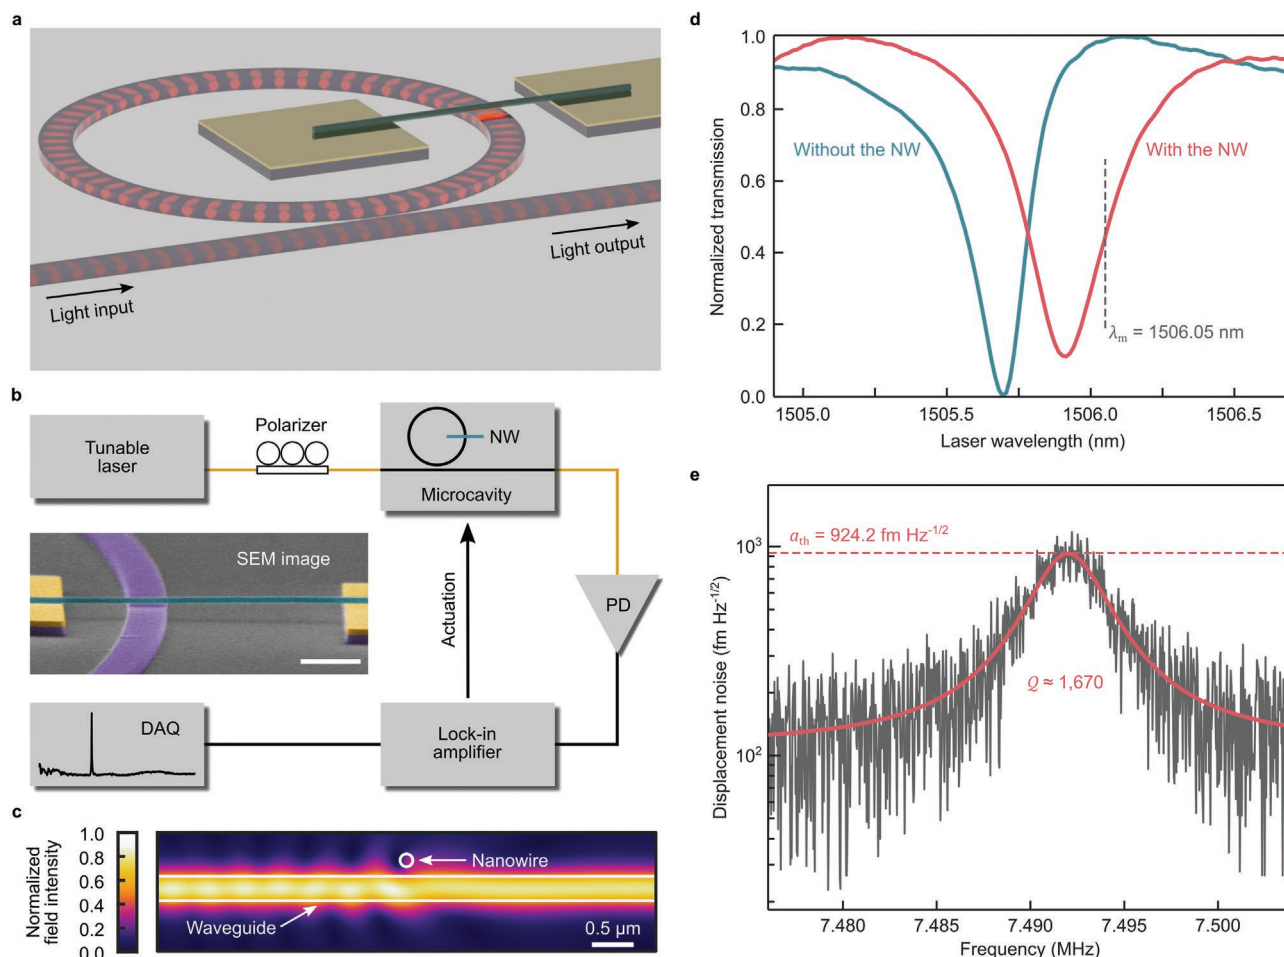 a
Light input
Light output
b
Tunable
laser
Polarizer
NW
Microcavity
SEM image
Actuation
PD
DAQ
Lock-in
amplifier
c
Normalized
field intensity
1.0
0.8
0.6
0.4
0.2
0.0
Nanowire
Waveguide
0.5 μm
d
Normalized transmission
1.0
0.8
0.6
0.4
0.2
0.0
Without the NW
With the NW
λm = 1506.05 nm
1505.0
1505.5
1506.0
1506.5
Laser wavelength (nm)
e
Displacement noise (fm Hz-1/2)
10³
10²
ath = 924.2 fm Hz-1/2
Q ≈ 1,670
7.480
7.485
7.490
7.495
7.500
Frequency (MHz)